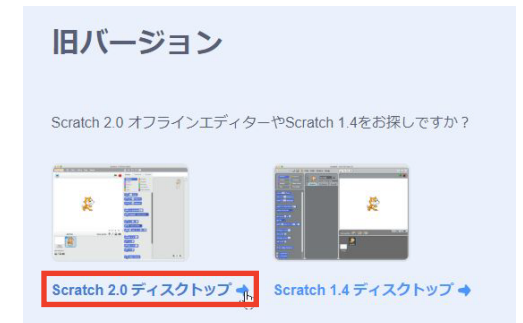 旧バージョン
Scratch 2.0 オフラインエディターやScratch 1.4をお探しですか？
Scratch 2.0 ディスクトップ
Scratch 1.4 ディスクトップ